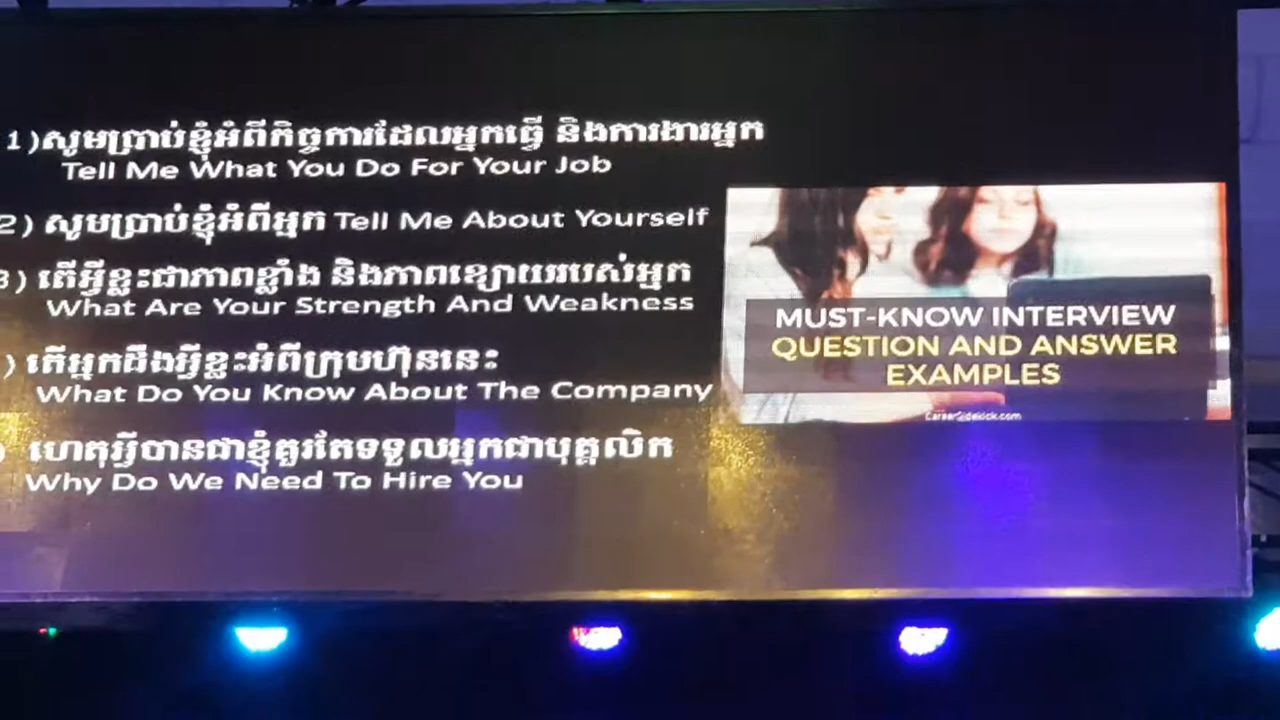 1)សូមប្រាប់ខ្ញុំអំពីកិច្ចការដែលអ្នកធ្វើ និងការងារអ្នក
Tell Me What You Do For Your Job
2) សូមប្រាប់ខ្ញុំអំពីអ្នក Tell Me About Yourself
3) តើអ្វីខ្លះជាភាពខ្លាំង និងភាពខ្សោយរបស់អ្នក
What Are Your Strength And Weakness
) តើអ្នកដឹងអ្វីខ្លះអំពីក្រុមហ៊ុននេះ
What Do You Know About The Company
) ហេតុអ្វីបានជាខ្ញុំគួរតែទទួលអ្នកជាបុគ្គលិក
Why Do We Need To Hire You
MUST-KNOW INTERVIEW
QUESTION AND ANSWER
EXAMPLES
CareerSidekick.com